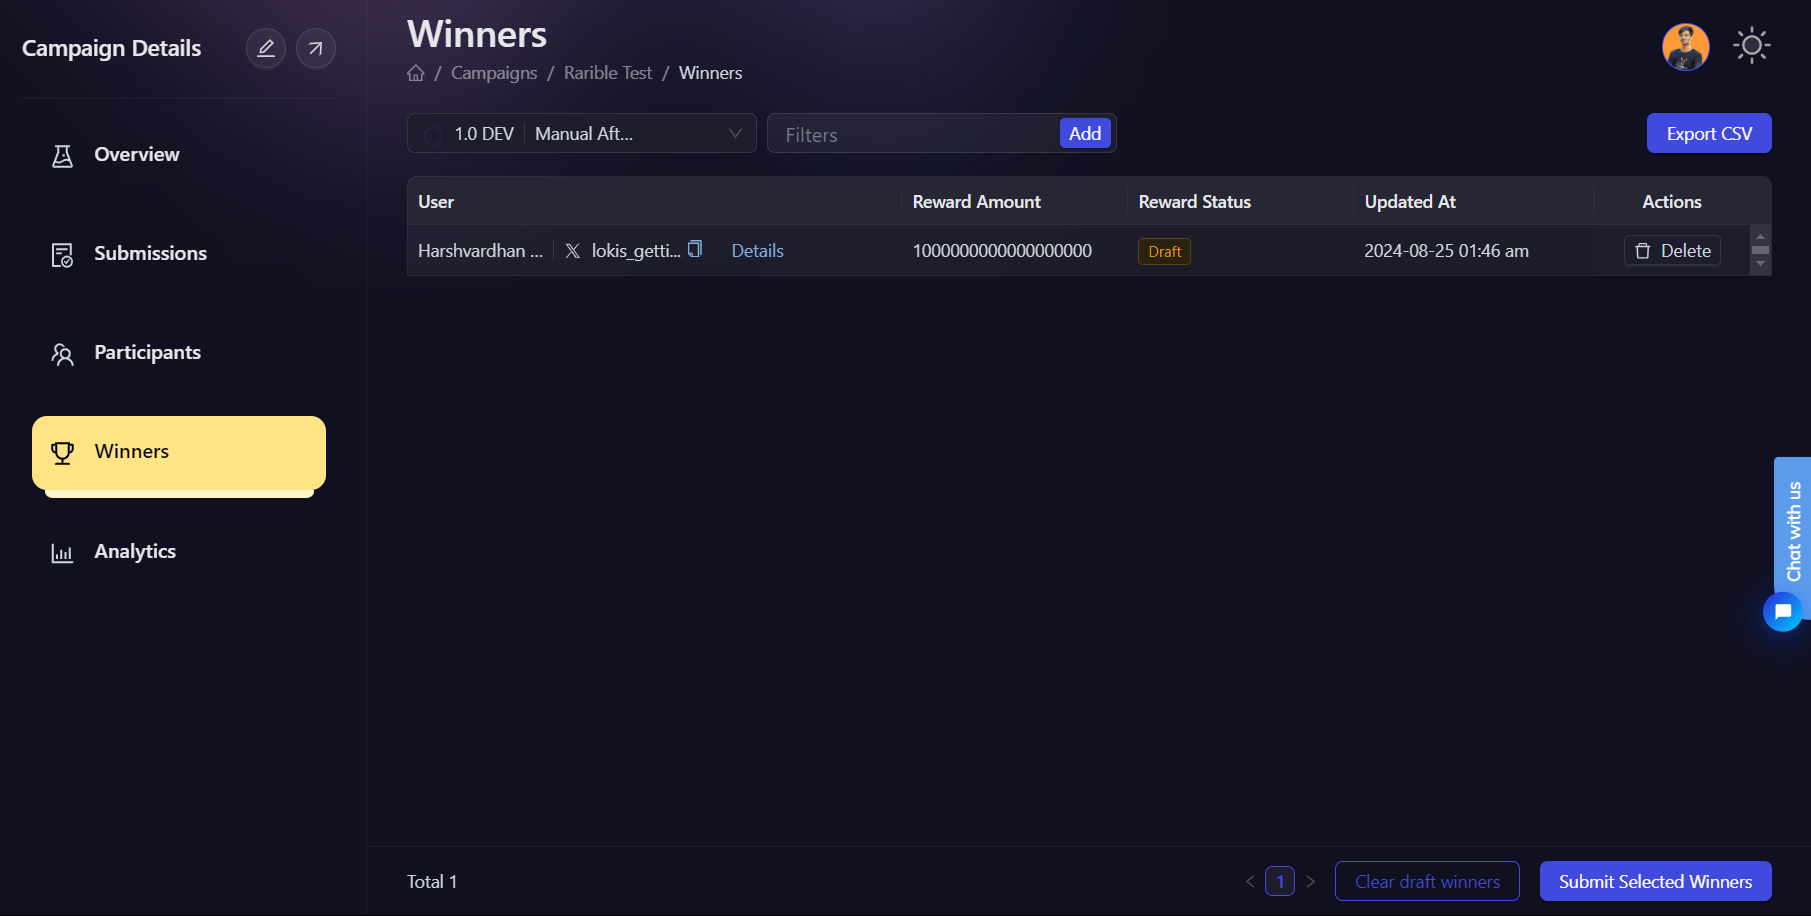 Campaign Details
Overview
Submissions
Participants
Winners
Analytics
Winners
/ Campaigns / Rarible Test / Winners
1.0 DEV Manual Aft...
Filters Add
Export CSV
User Reward Amount Reward Status Updated At Actions
Harshvardhan ... X lokis_getti... Details 1000000000000000000 Draft 2024-08-25 01:46 am Delete
Chat with us
Total 1
< 1 > Clear draft winners Submit Selected Winners